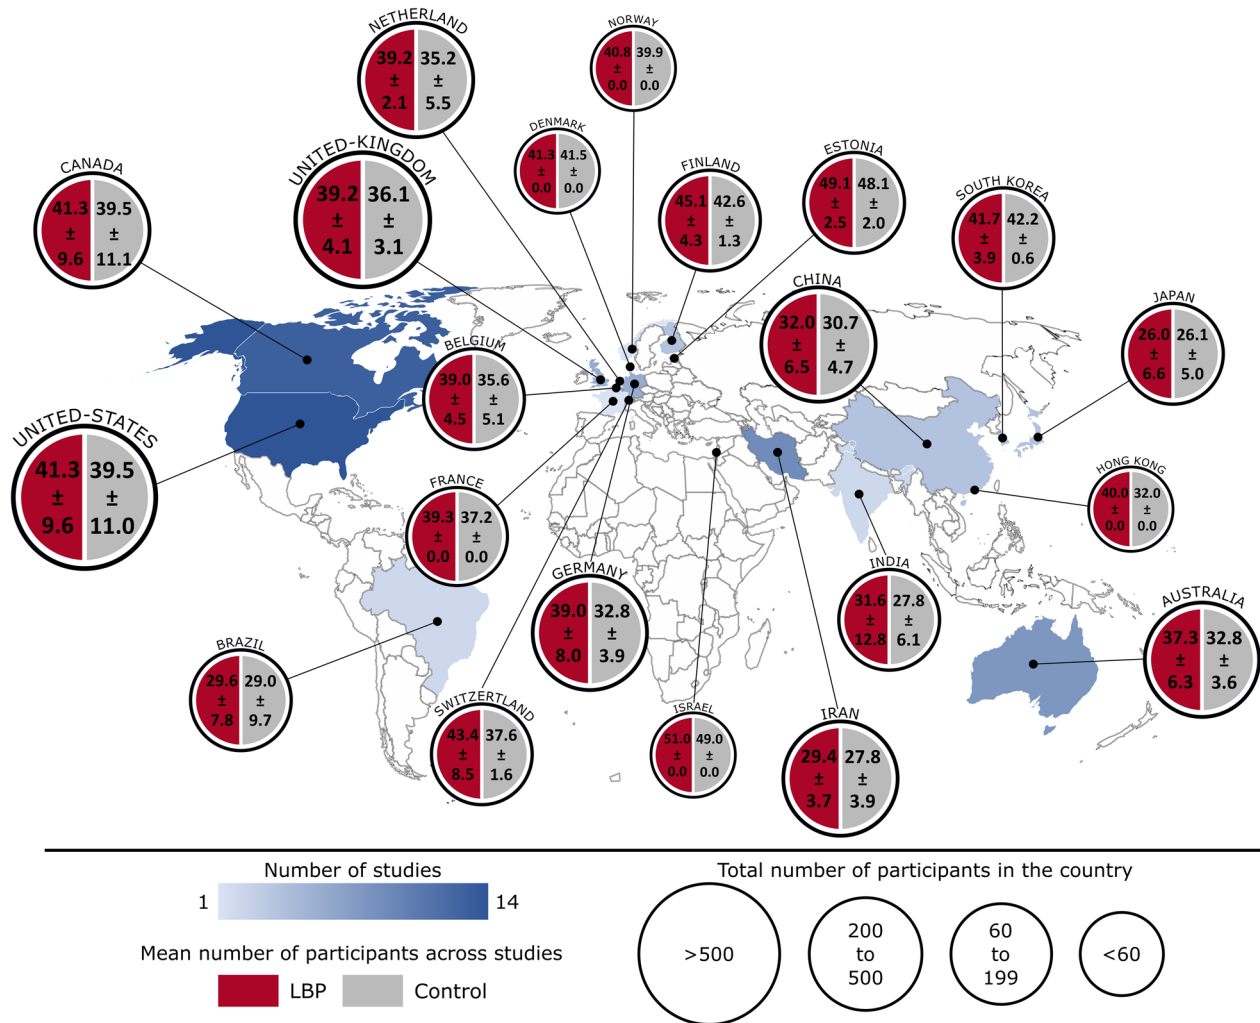 NETHERLAND
39.2 35.2
± ±
2.1 5.5
NORWAY
40.8 39.9
± ±
0.0 0.0
DENMARK
41.3 41.5
± ±
0.0 0.0
UNITED-KINGDOM
39.2 36.1
± ±
4.1 3.1
CANADA
41.3 39.5
± ±
9.6 11.1
FINLAND
45.1 42.6
± ±
4.3 1.3
ESTONIA
49.1 48.1
± ±
2.5 2.0
SOUTH KOREA
41.7 42.2
± ±
3.9 0.6
CHINA
32.0 30.7
± ±
6.5 4.7
JAPAN
26.0 26.1
± ±
6.6 5.0
BELGIUM
39.0 35.6
± ±
4.5 5.1
UNITED-STATES
41.3 39.5
± ±
9.6 11.0
FRANCE
39.3 37.2
± ±
0.0 0.0
HONG KONG
40.0 32.0
± ±
0.0 0.0
GERMANY
39.0 32.8
± ±
8.0 3.9
INDIA
31.6 27.8
± ±
12.8 6.1
AUSTRALIA
37.3 32.8
± ±
6.3 3.6
BRAZIL
29.6 29.0
± ±
7.8 9.7
SWITZERTLAND
43.4 37.6
± ±
8.5 1.6
ISRAEL
51.0 49.0
± ±
0.0 0.0
IRAN
29.4 27.8
± ±
3.7 3.9
Number of studies
1 14
Mean number of participants across studies
LBP Control
Total number of participants in the country
>500
200
to
500
60
to
199
<60